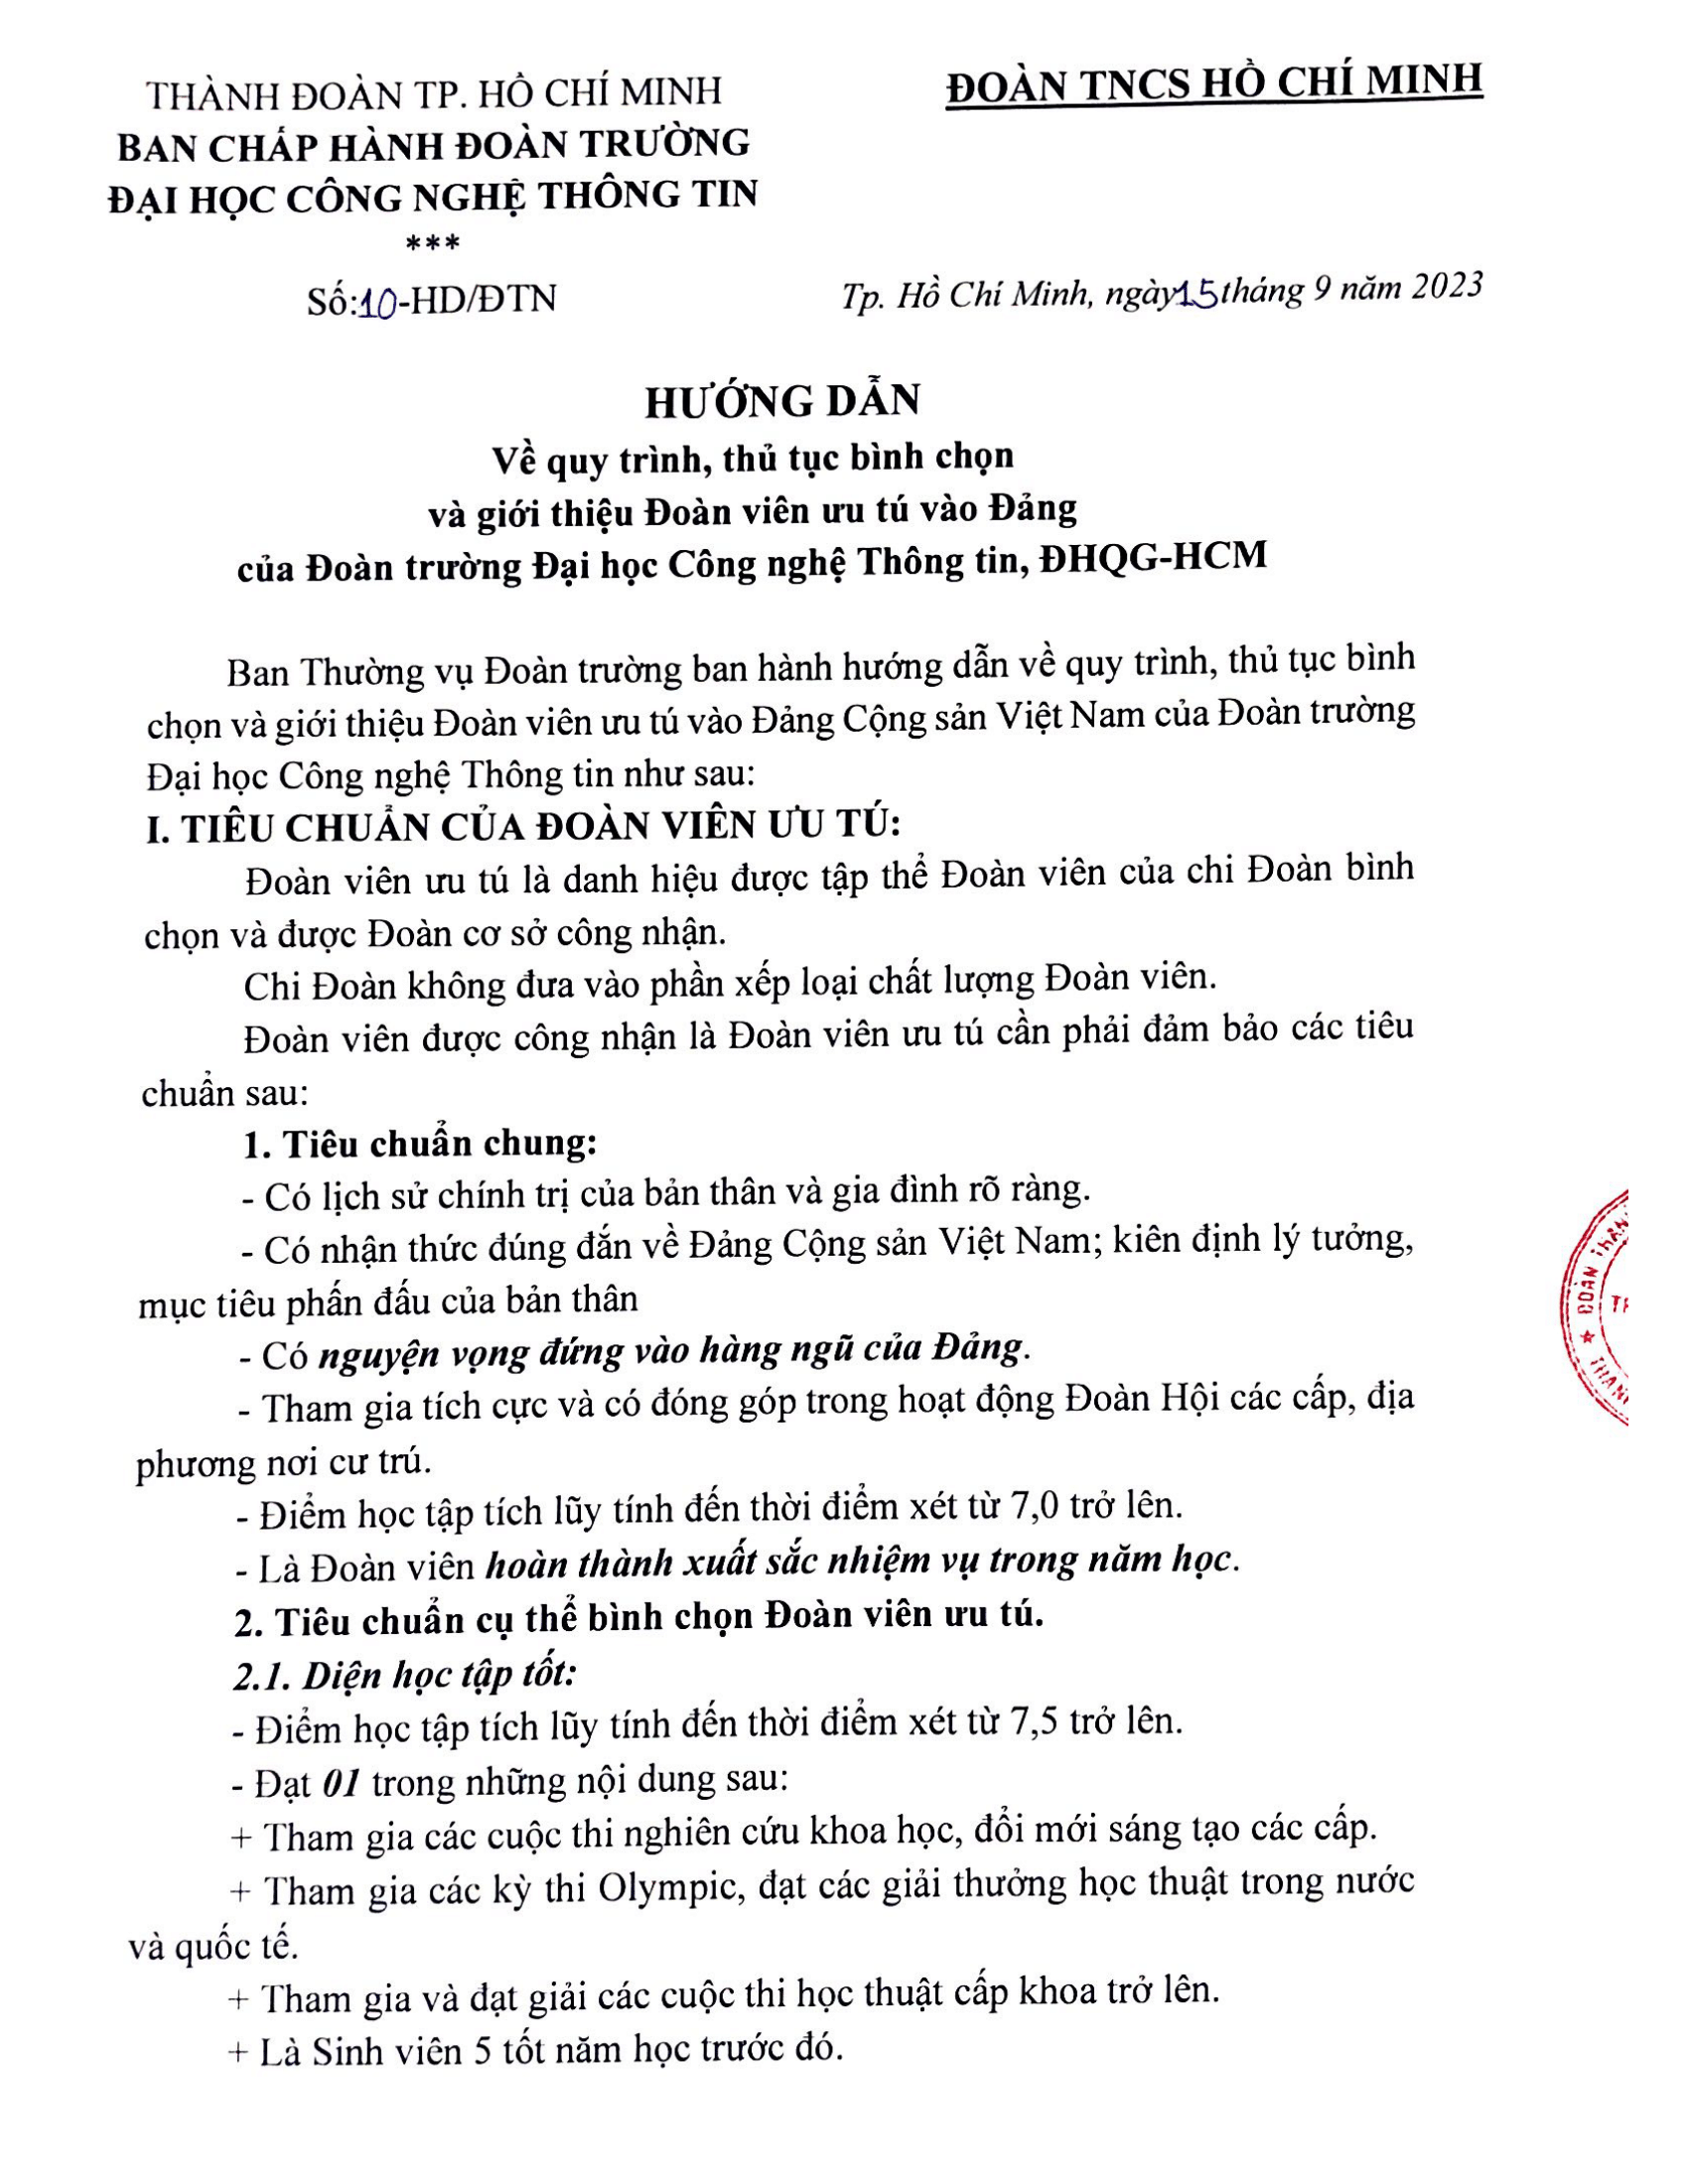 THÀNH ĐOÀN TP. HỒ CHÍ MINH
BAN CHẤP HÀNH ĐOÀN TRƯỜNG
ĐẠI HỌC CÔNG NGHỆ THÔNG TIN
***
Số:10-HD/ĐTN
ĐOÀN TNCS HỒ CHÍ MINH
Tp. Hồ Chí Minh, ngày 15 tháng 9 năm 2023
HƯỚNG DẪN
Về quy trình, thủ tục bình chọn
và giới thiệu Đoàn viên ưu tú vào Đảng
của Đoàn trường Đại học Công nghệ Thông tin, ĐHQG-HCM
Ban Thường vụ Đoàn trường ban hành hướng dẫn về quy trình, thủ tục bình
chọn và giới thiệu Đoàn viên ưu tú vào Đảng Cộng sản Việt Nam của Đoàn trường
Đại học Công nghệ Thông tin như sau:
I. TIÊU CHUẨN CỦA ĐOÀN VIÊN ƯU TÚ:
Đoàn viên ưu tú là danh hiệu được tập thể Đoàn viên của chi Đoàn bình
chọn và được Đoàn cơ sở công nhận.
Chi Đoàn không đưa vào phần xếp loại chất lượng Đoàn viên.
Đoàn viên được công nhận là Đoàn viên ưu tú cần phải đảm bảo các tiêu
chuẩn sau:
1. Tiêu chuẩn chung:
- Có lịch sử chính trị của bản thân và gia đình rõ ràng.
- Có nhận thức đúng đắn về Đảng Cộng sản Việt Nam; kiên định lý tưởng,
mục tiêu phấn đấu của bản thân
- Có nguyện vọng đứng vào hàng ngũ của Đảng.
- Tham gia tích cực và có đóng góp trong hoạt động Đoàn Hội các cấp, địa
phương nơi cư trú.
- Điểm học tập tích lũy tính đến thời điểm xét từ 7,0 trở lên.
- Là Đoàn viên hoàn thành xuất sắc nhiệm vụ trong năm học.
2. Tiêu chuẩn cụ thể bình chọn Đoàn viên ưu tú.
2.1. Diện học tập tốt:
- Điểm học tập tích lũy tính đến thời điểm xét từ 7,5 trở lên.
- Đạt 01 trong những nội dung sau:
+ Tham gia các cuộc thi nghiên cứu khoa học, đổi mới sáng tạo các cấp.
+ Tham gia các kỳ thi Olympic, đạt các giải thưởng học thuật trong nước
và quốc tế.
+ Tham gia và đạt giải các cuộc thi học thuật cấp khoa trở lên.
+ Là Sinh viên 5 tốt năm học trước đó.
ĐOÀN